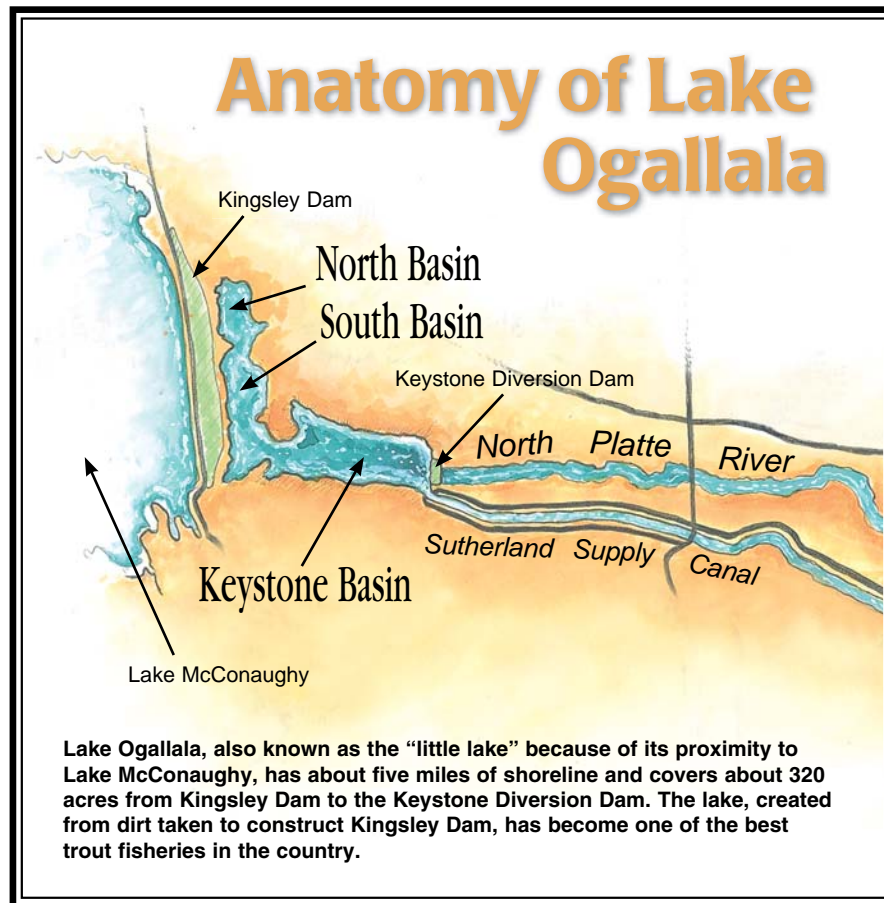 Anatomy of Lake
Ogallala
Kingsley Dam
North Basin
South Basin
Keystone Diversion Dam
North Platte River
Sutherland Supply Canal
Keystone Basin
Lake McConaughy
Lake Ogallala, also known as the “little lake” because of its proximity to
Lake McConaughy, has about five miles of shoreline and covers about 320
acres from Kingsley Dam to the Keystone Diversion Dam. The lake, created
from dirt taken to construct Kingsley Dam, has become one of the best
trout fisheries in the country.